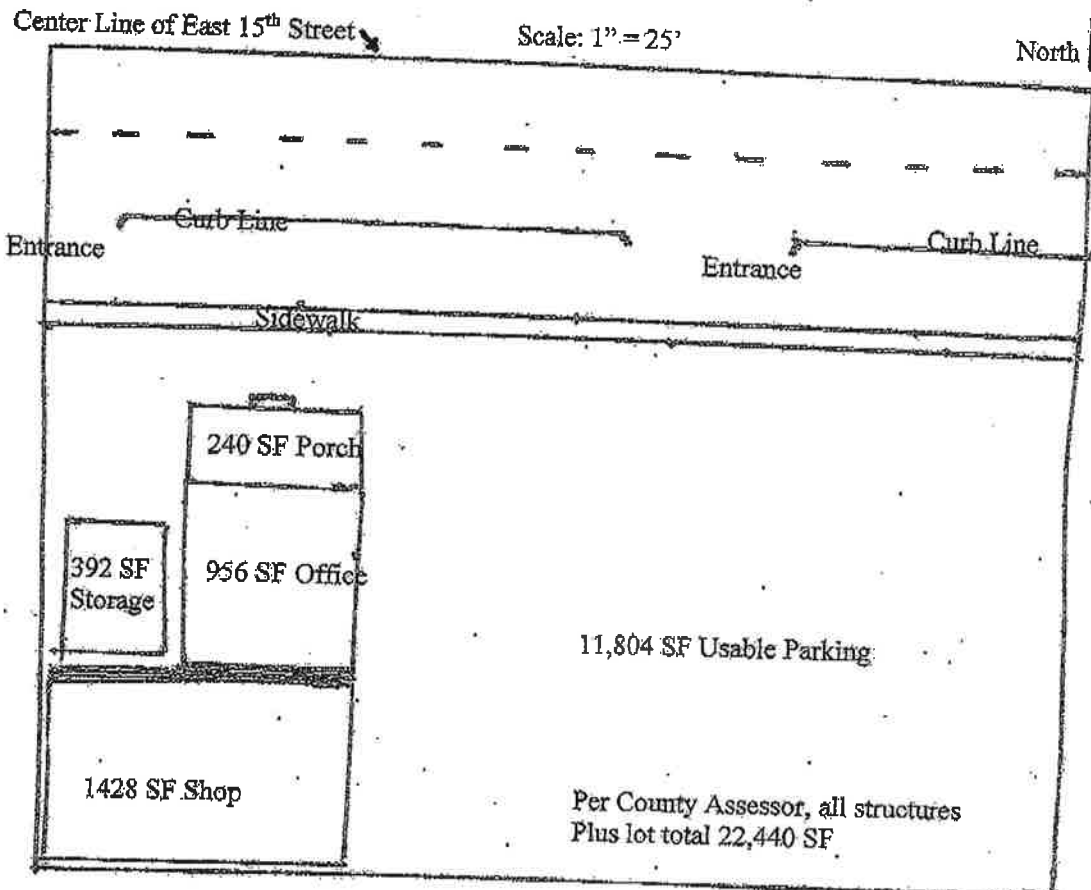 Center Line of East 15th Street
Scale: 1" = 25'
North
Curb Line
Entrance
Curb Line
Entrance
Sidewalk
240 SF Porch
392 SF
Storage
956 SF Office
11,804 SF Usable Parking
1428 SF Shop
Per County Assessor, all structures
Plus lot total 22,440 SF